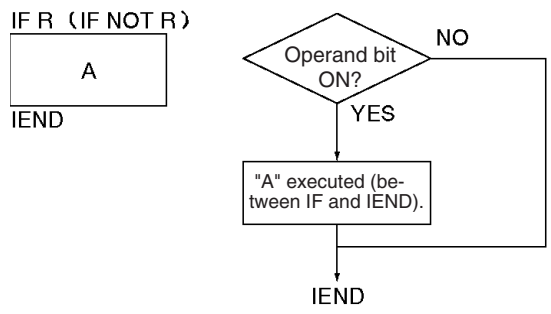 IF R (IF NOT R)
A
IEND
Operand bit
ON?
NO
YES
"A" executed (be-
tween IF and IEND).
IEND